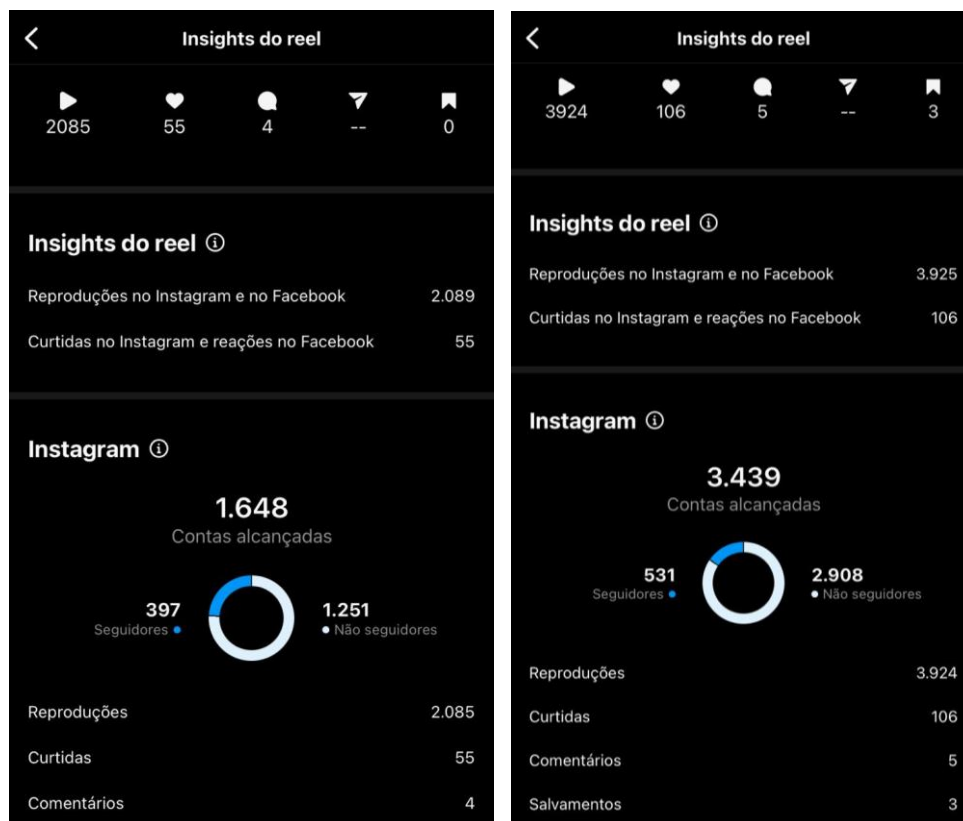 Insights do reel
2085 55 4 -- 0
Insights do reel
Reproduções no Instagram e no Facebook 2.089
Curtidas no Instagram e reações no Facebook 55
Instagram
1.648
Contas alcançadas
397 1.251
Seguidores Não seguidores
Reproduções 2.085
Curtidas 55
Comentários 4
Insights do reel
3924 106 5 -- 3
Insights do reel
Reproduções no Instagram e no Facebook 3.925
Curtidas no Instagram e reações no Facebook 106
Instagram
3.439
Contas alcançadas
531 2.908
Seguidores Não seguidores
Reproduções 3.924
Curtidas 106
Comentários 5
Salvamentos 3